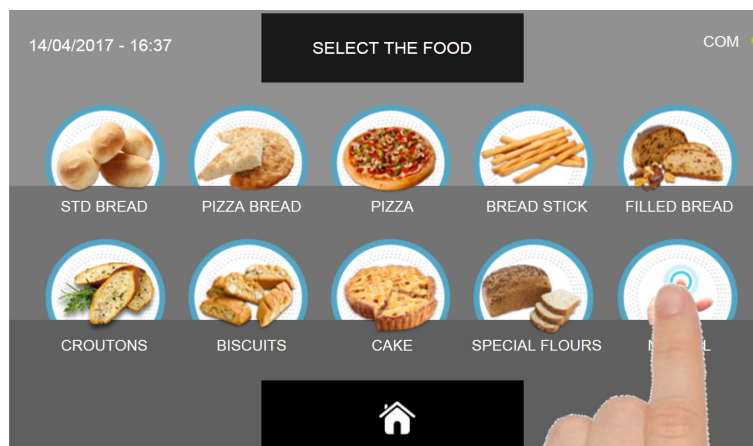 14/04/2017 - 16:37
SELECT THE FOOD
COM
STD BREAD
PIZZA BREAD
PIZZA
BREAD STICK
FILLED BREAD
CROUTONS
BISCUITS
CAKE
SPECIAL FLOURS